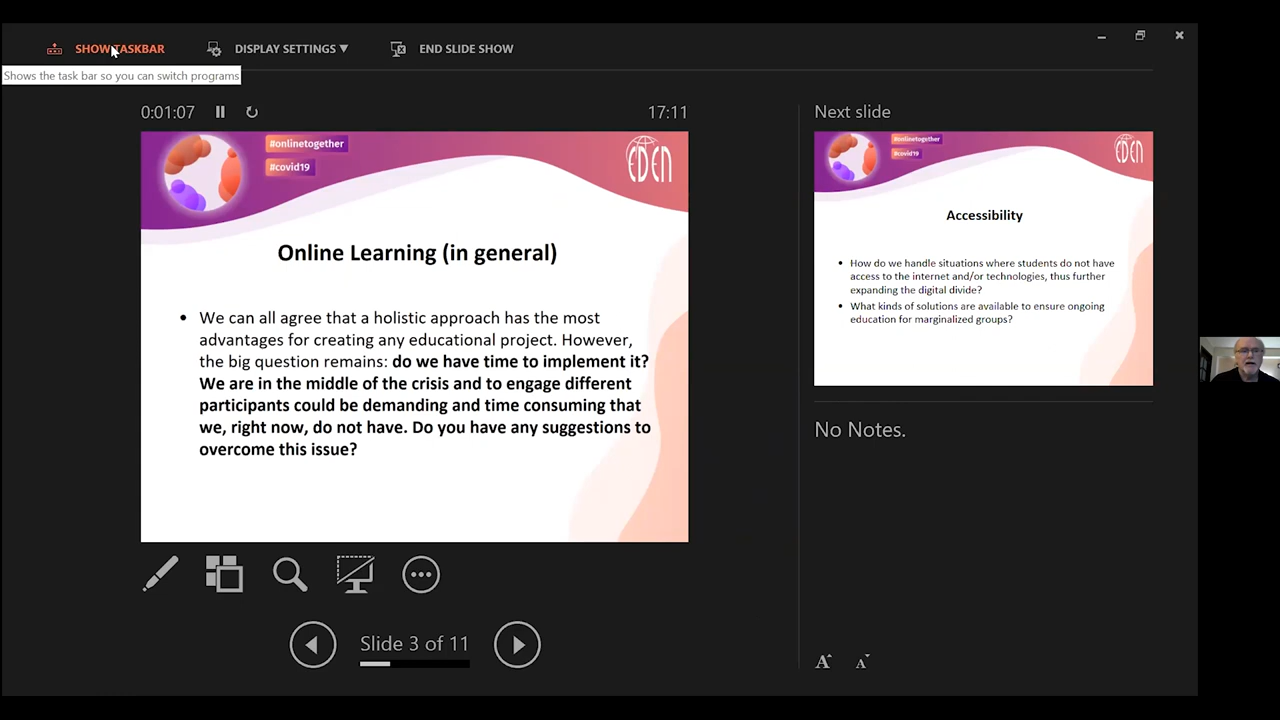 SHOW TASKBAR
DISPLAY SETTINGS ▼
END SLIDE SHOW
Shows the task bar so you can switch programs
0:01:07
17:11
#onlinetogether
#covid19
EDEN
Online Learning (in general)
• We can all agree that a holistic approach has the most
advantages for creating any educational project. However,
the big question remains: do we have time to implement it?
We are in the middle of the crisis and to engage different
participants could be demanding and time consuming that
we, right now, do not have. Do you have any suggestions to
overcome this issue?
Slide 3 of 11
Next slide
#onlinetogether
#covid19
EDEN
Accessibility
• How do we handle situations where students do not have
access to the internet and/or technologies, thus further
expanding the digital divide?
• What kinds of solutions are available to ensure ongoing
education for marginalized groups?
No Notes.
A A